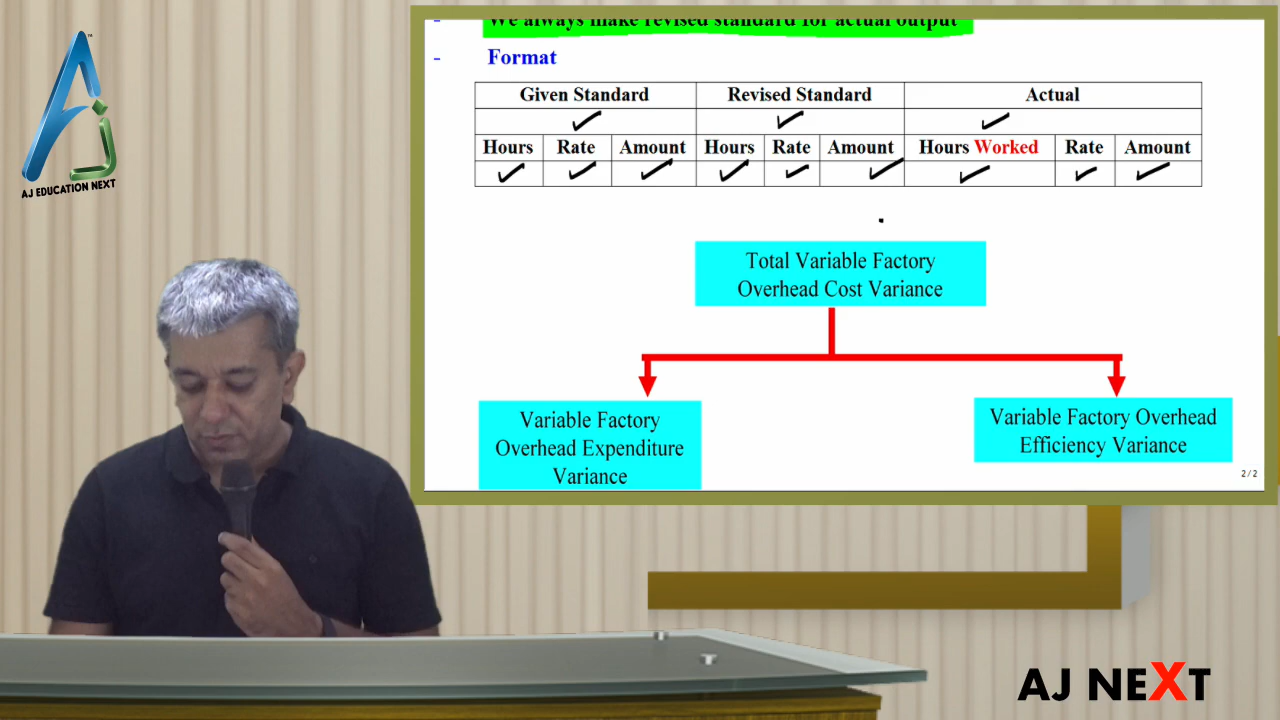 We always make revised standard for actual output
- Format
Given Standard Revised Standard Actual
Hours Rate Amount Hours Rate Amount Hours Worked Rate Amount
Total Variable Factory
Overhead Cost Variance
Variable Factory
Overhead Expenditure
Variance
Variable Factory Overhead
Efficiency Variance
2/2
AJ EDUCATION NEXT
AJ NEXT